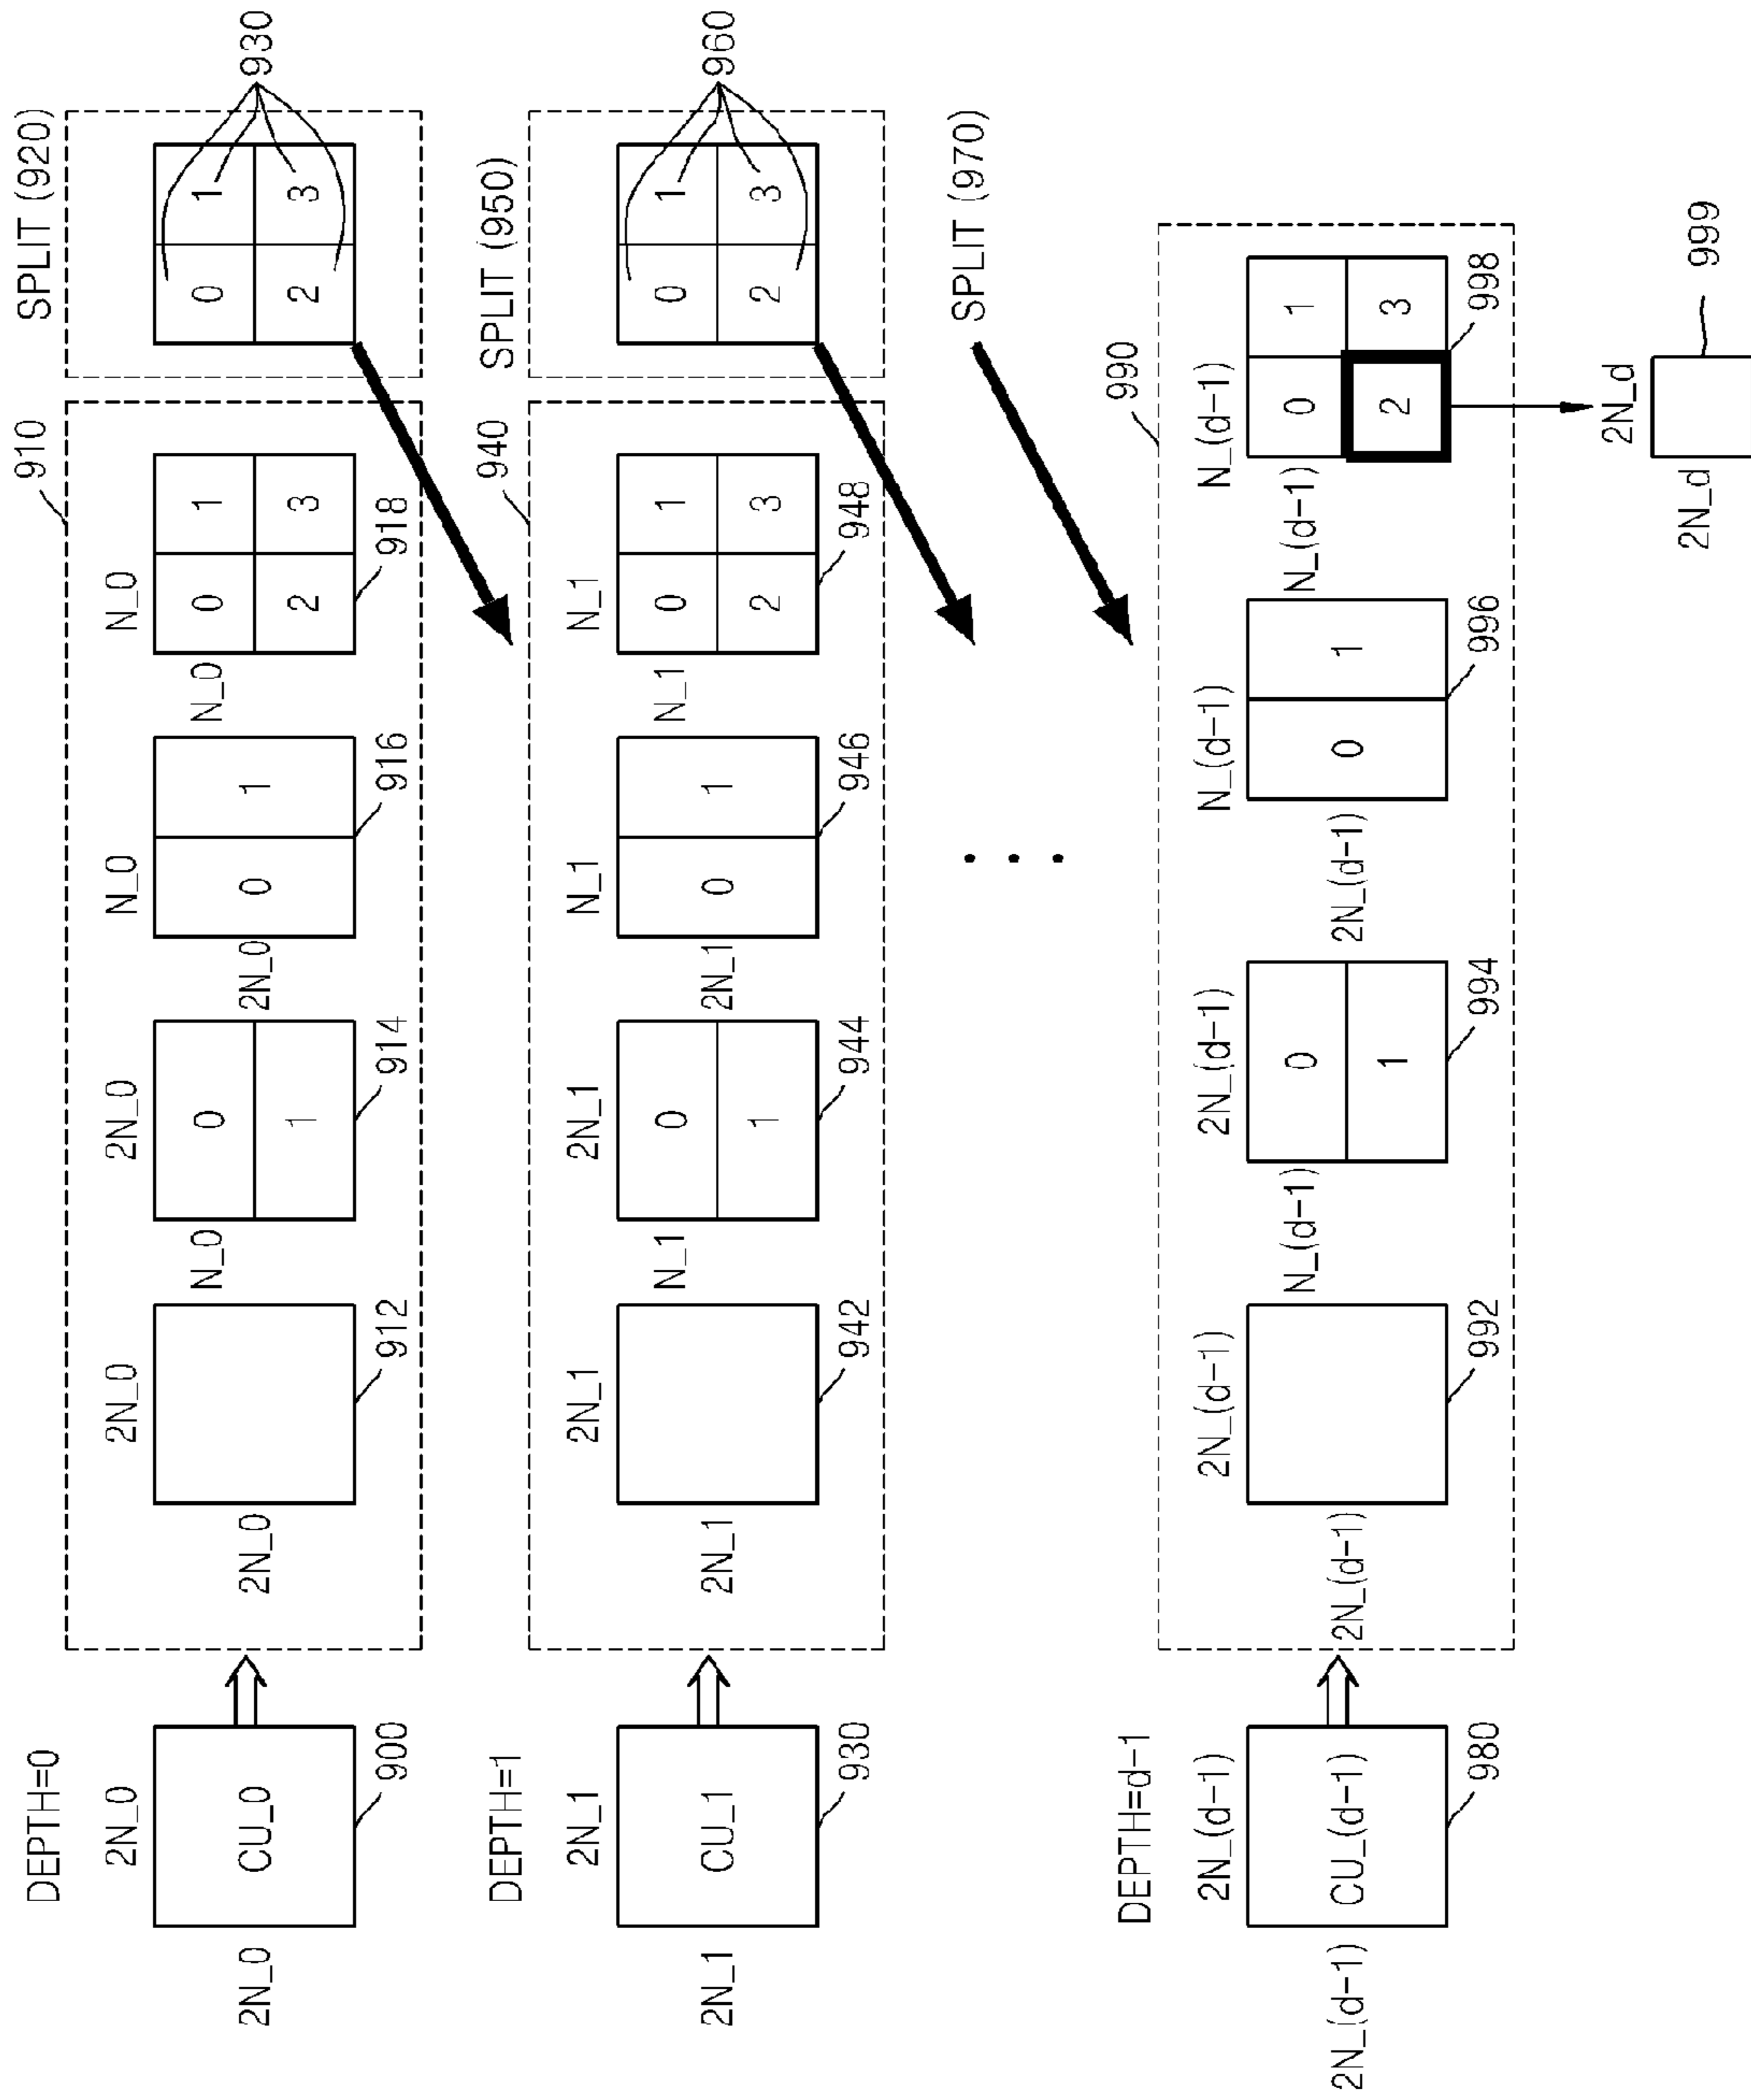 DEPTH=0
2N_0
2N_0
CU_0
900
910
2N_0
2N_0
912
2N_0
N_0
0
1
914
N_0
2N_0
0
1
916
N_0
N_0
0
1
2
3
918
SPLIT (920)
0
1
2
3
930
DEPTH=1
2N_1
2N_1
CU_1
930
940
2N_1
2N_1
942
2N_1
N_1
0
1
944
N_1
2N_1
0
1
946
N_1
N_1
0
1
2
3
948
SPLIT (950)
0
1
2
3
960
SPLIT (970)
DEPTH=d-1
2N_(d-1)
2N_(d-1)
CU_(d-1)
980
990
2N_(d-1)
2N_(d-1)
992
2N_(d-1)
N_(d-1)
0
1
994
N_(d-1)
2N_(d-1)
0
1
996
N_(d-1)
N_(d-1)
0
1
2
3
998
2N_d
2N_d
999